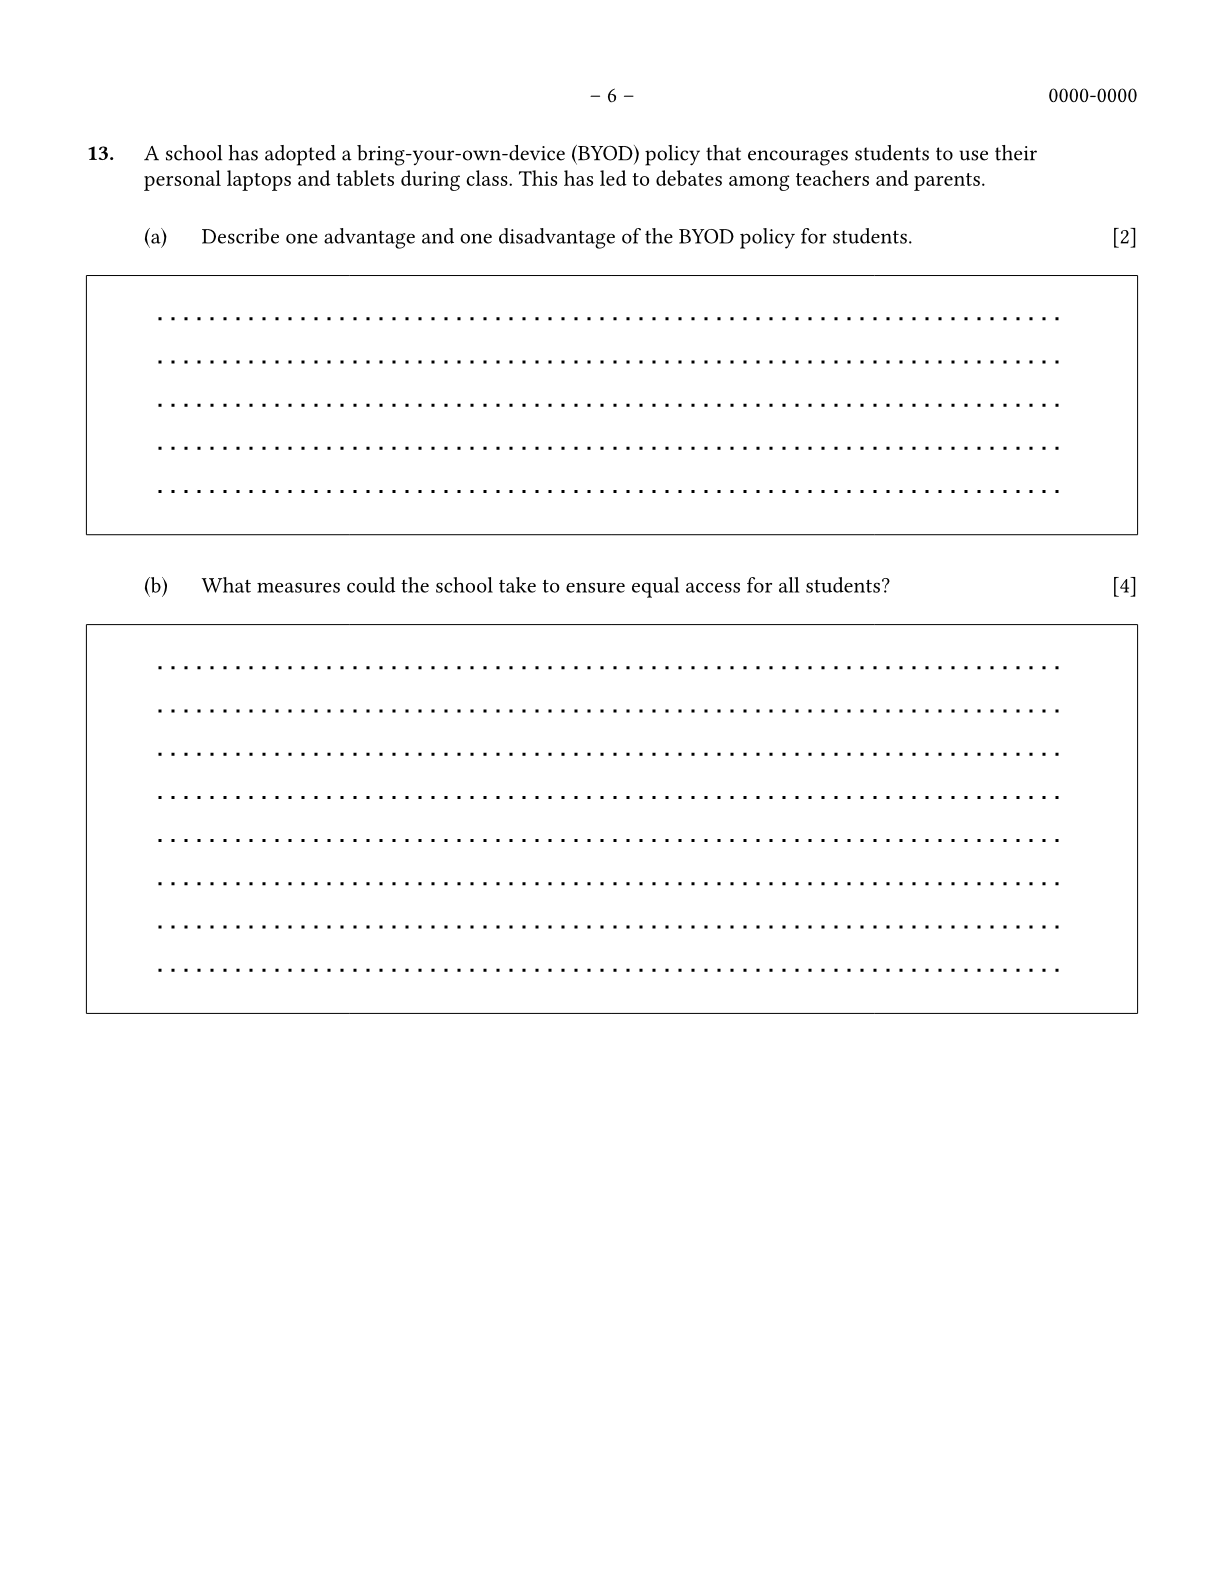 – 6 – 0000-0000
13. A school has adopted a bring-your-own-device (BYOD) policy that encourages students to use their
personal laptops and tablets during class. This has led to debates among teachers and parents.
(a) Describe one advantage and one disadvantage of the BYOD policy for students. [2]
(b) What measures could the school take to ensure equal access for all students? [4]